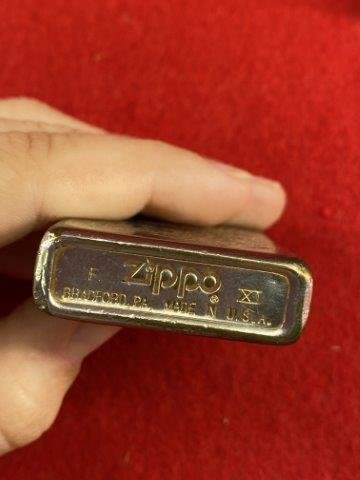 F Zippo ® XI
BRADFORD, PA. MADE IN U.S.A.